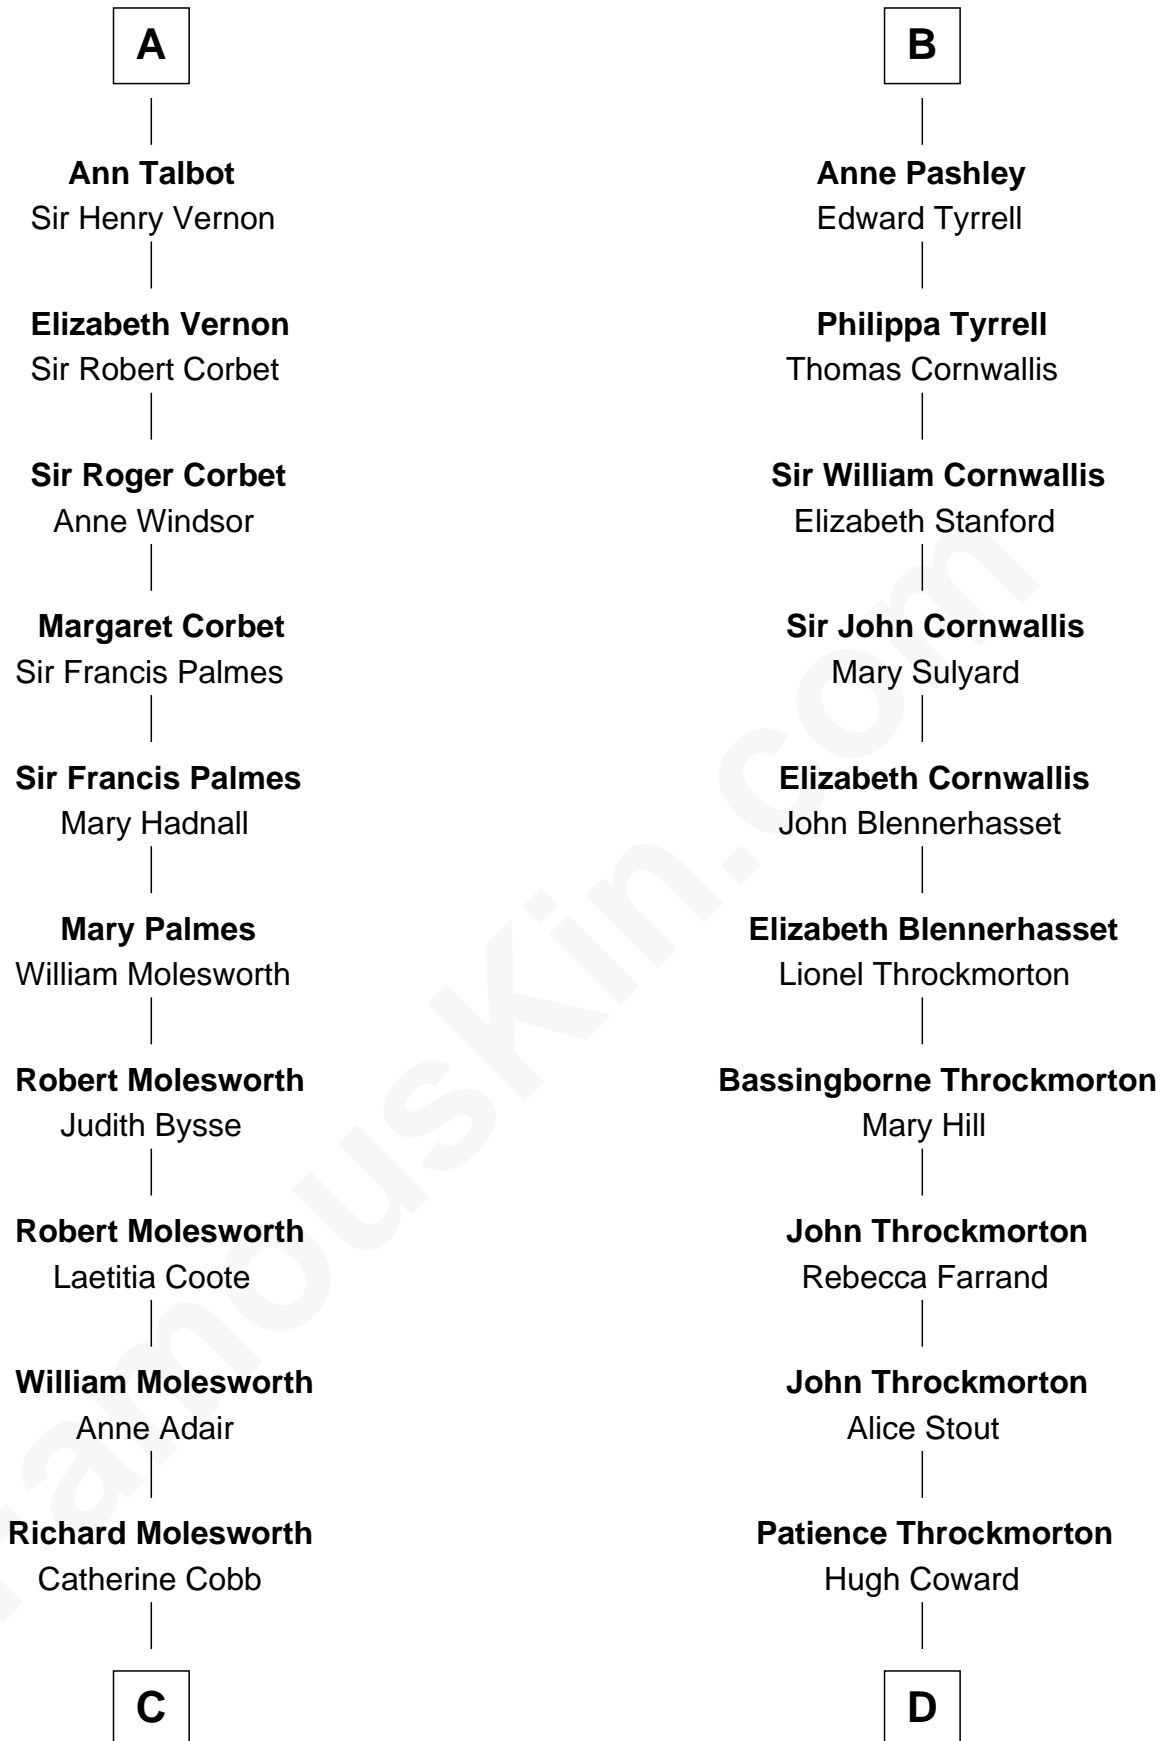 A
Ann Talbot
Sir Henry Vernon
Elizabeth Vernon
Sir Robert Corbet
Sir Roger Corbet
Anne Windsor
Margaret Corbet
Sir Francis Palmes
Sir Francis Palmes
Mary Hadnall
Mary Palmes
William Molesworth
Robert Molesworth
Judith Bysse
Robert Molesworth
Laetitia Coote
William Molesworth
Anne Adair
Richard Molesworth
Catherine Cobb
C
B
Anne Pashley
Edward Tyrrell
Philippa Tyrrell
Thomas Cornwallis
Sir William Cornwallis
Elizabeth Stanford
Sir John Cornwallis
Mary Sulyard
Elizabeth Cornwallis
John Blennerhasset
Elizabeth Blennerhasset
Lionel Throckmorton
Bassingborne Throckmorton
Mary Hill
John Throckmorton
Rebecca Farrand
John Throckmorton
Alice Stout
Patience Throckmorton
Hugh Coward
D
FamousKin.com